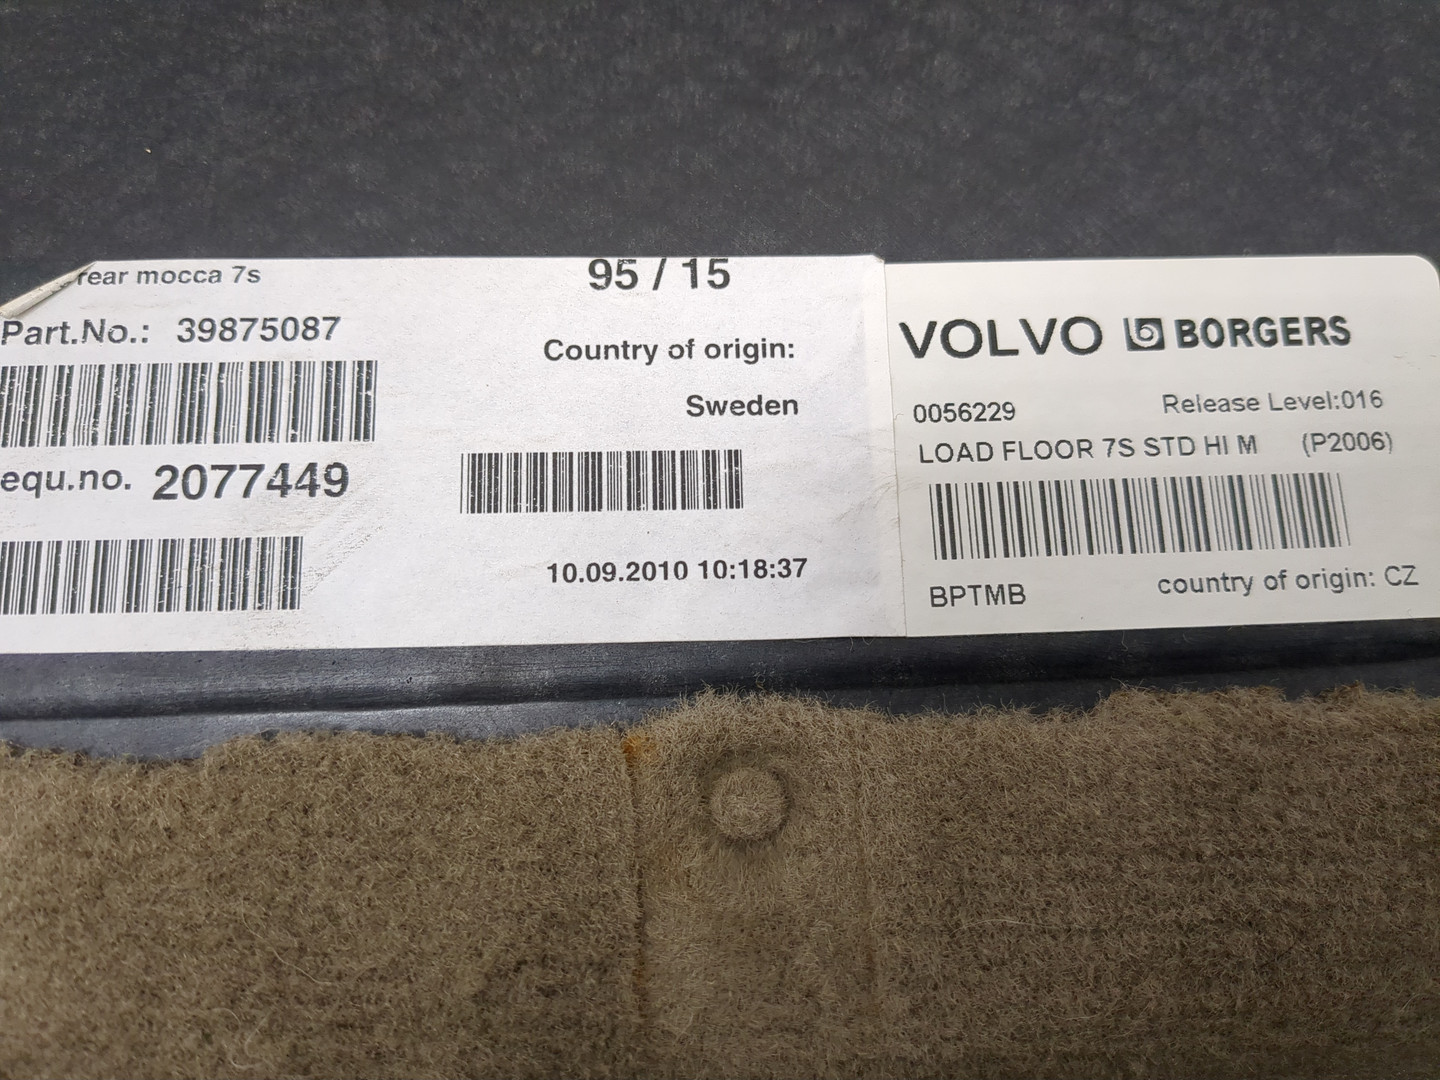 rear mocca 7s
95 / 15
Part.No.: 39875087
Country of origin:
Sweden
equ.no. 2077449
10.09.2010 10:18:37
VOLVO BORGERS
0056229 Release Level:016
LOAD FLOOR 7S STD HI M (P2006)
BPTMB country of origin: CZ